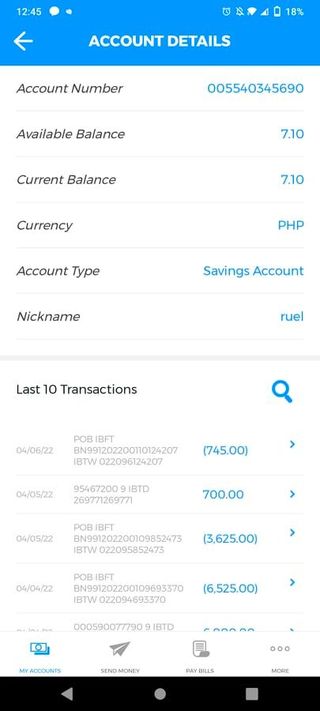 12:45
18%
ACCOUNT DETAILS
Account Number 005540345690
Available Balance 7.10
Current Balance 7.10
Currency PHP
Account Type Savings Account
Nickname ruel
Last 10 Transactions
POB IBFT
04/06/22 BN991202200110124207 (745.00)
IBTW 022096124207
04/05/22 95467200 9 IBTD 700.00
269771269771
POB IBFT
04/05/22 BN991202200109852473 (3,625.00)
IBTW 022095852473
POB IBFT
04/04/22 BN991202200109693370 (6,525.00)
IBTW 022094693370
000590077790 9 IBTD
MY ACCOUNTS SEND MONEY PAY BILLS MORE